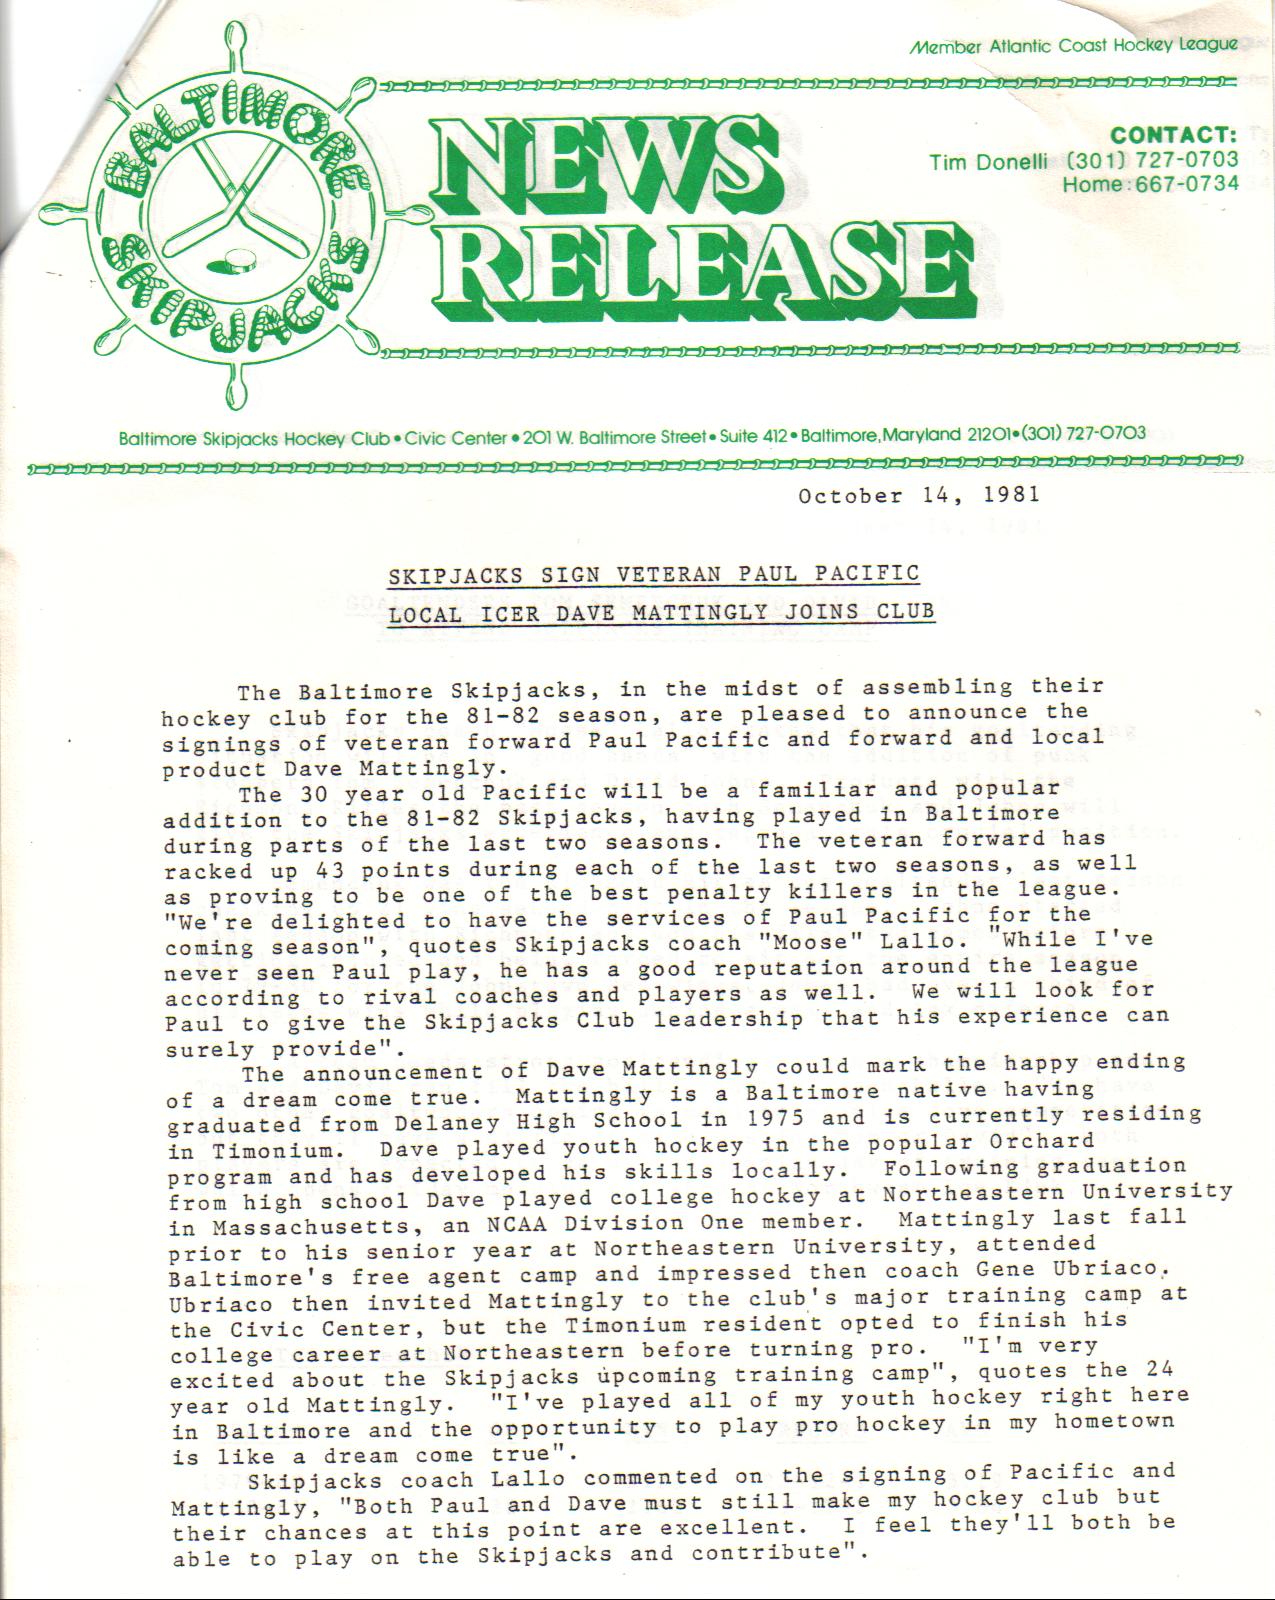 Member Atlantic Coast Hockey League
BALTIMORE
SKIPJACKS
NEWS
RELEASE
CONTACT:
Tim Donelli (301) 727-0703
Home: 667-0734
Baltimore Skipjacks Hockey Club • Civic Center • 201 W. Baltimore Street • Suite 412 • Baltimore, Maryland 21201 • (301) 727-0703
October 14, 1981
SKIPJACKS SIGN VETERAN PAUL PACIFIC
LOCAL ICER DAVE MATTINGLY JOINS CLUB
The Baltimore Skipjacks, in the midst of assembling their
hockey club for the 81-82 season, are pleased to announce the
signings of veteran forward Paul Pacific and forward and local
product Dave Mattingly.
The 30 year old Pacific will be a familiar and popular
addition to the 81-82 Skipjacks, having played in Baltimore
during parts of the last two seasons. The veteran forward has
racked up 43 points during each of the last two seasons, as well
as proving to be one of the best penalty killers in the league.
"We're delighted to have the services of Paul Pacific for the
coming season", quotes Skipjacks coach "Moose" Lallo. "While I've
never seen Paul play, he has a good reputation around the league
according to rival coaches and players as well. We will look for
Paul to give the Skipjacks Club leadership that his experience can
surely provide".
The announcement of Dave Mattingly could mark the happy ending
of a dream come true. Mattingly is a Baltimore native having
graduated from Delaney High School in 1975 and is currently residing
in Timonium. Dave played youth hockey in the popular Orchard
program and has developed his skills locally. Following graduation
from high school Dave played college hockey at Northeastern University
in Massachusetts, an NCAA Division One member. Mattingly last fall
prior to his senior year at Northeastern University, attended
Baltimore's free agent camp and impressed then coach Gene Ubriaco.
Ubriaco then invited Mattingly to the club's major training camp at
the Civic Center, but the Timonium resident opted to finish his
college career at Northeastern before turning pro. "I'm very
excited about the Skipjacks upcoming training camp", quotes the 24
year old Mattingly. "I've played all of my youth hockey right here
in Baltimore and the opportunity to play pro hockey in my hometown
is like a dream come true".
Skipjacks coach Lallo commented on the signing of Pacific and
Mattingly, "Both Paul and Dave must still make my hockey club but
their chances at this point are excellent. I feel they'll both be
able to play on the Skipjacks and contribute".